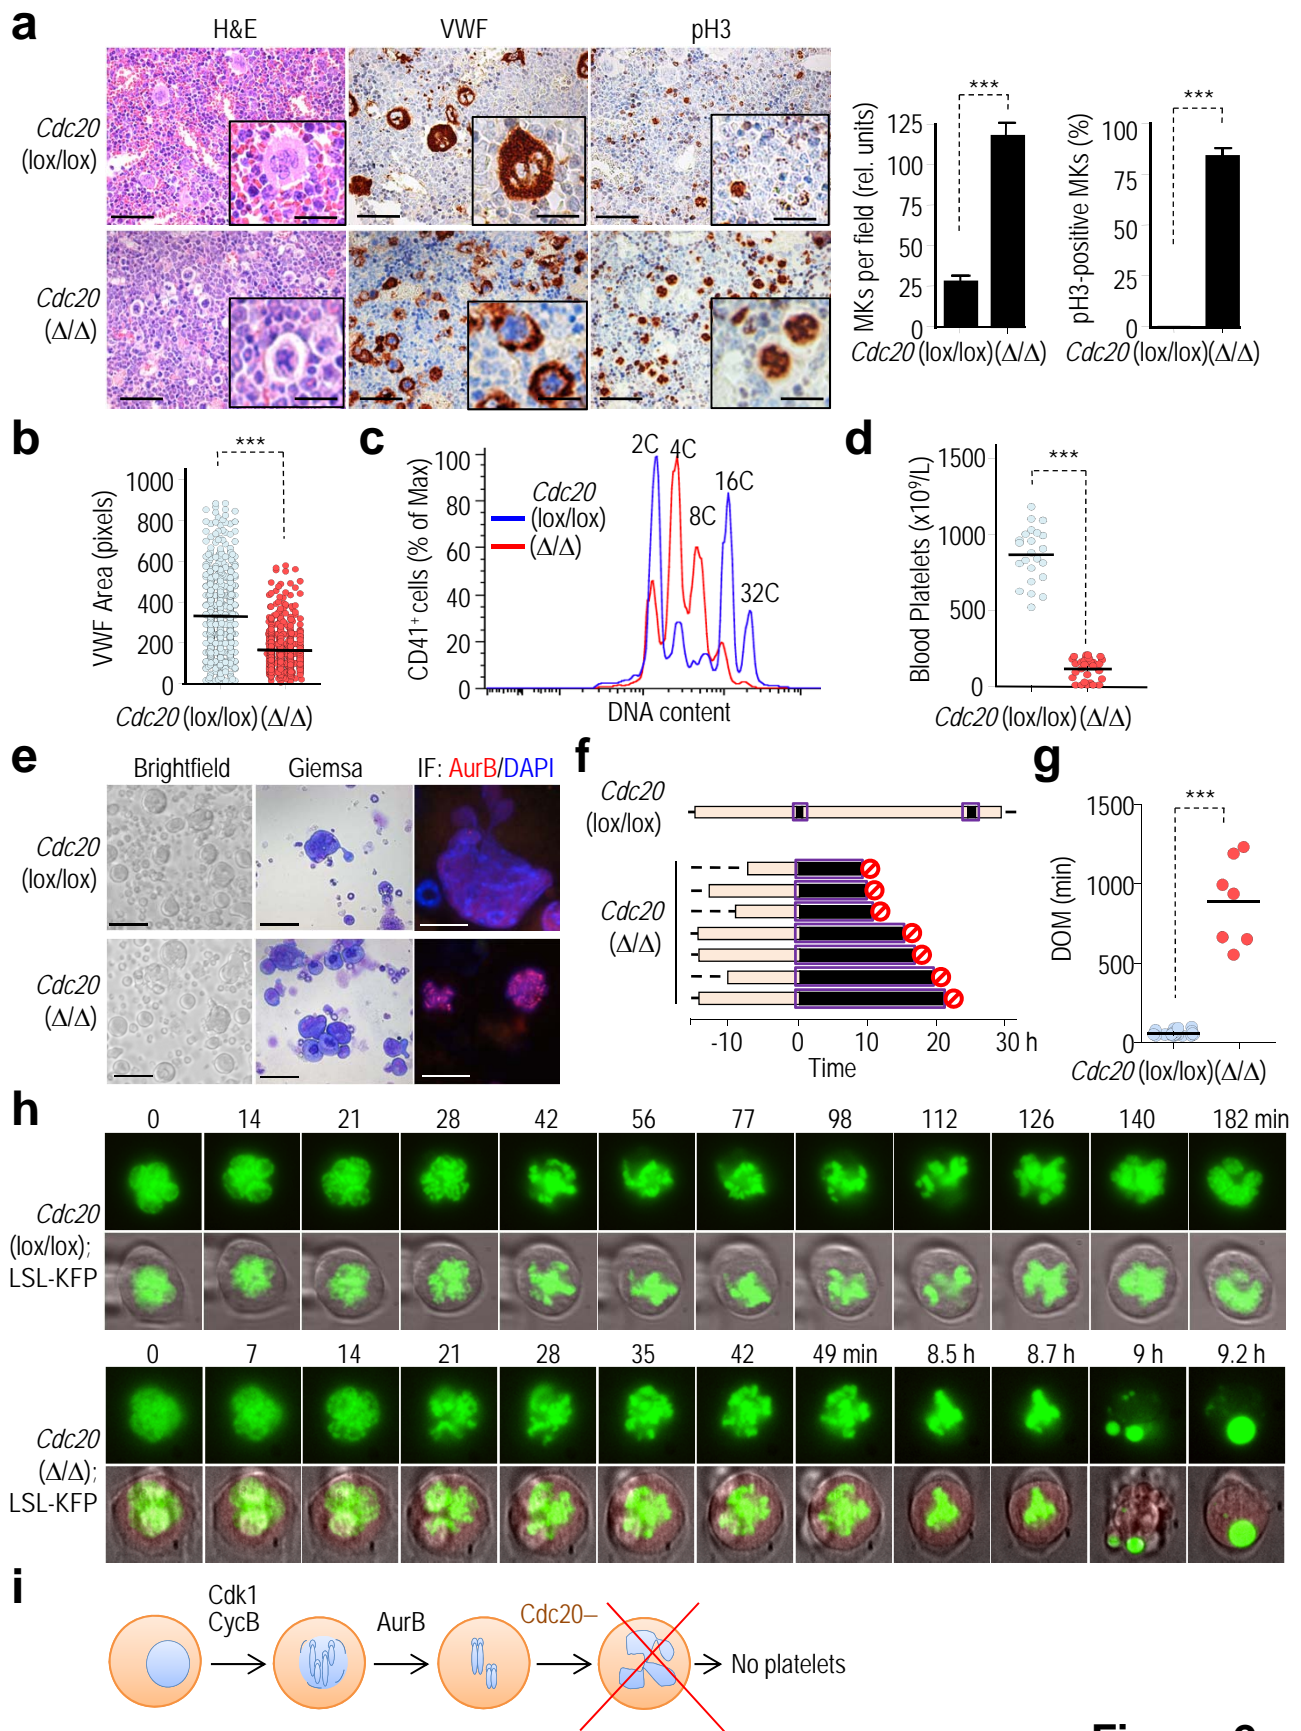 a
H&E
VWF
pH3
Cdc20
(lox/lox)
Cdc20
(Δ/Δ)
MKs per field (rel. units)
125
100
75
50
25
0
***
Cdc20 (lox/lox) (Δ/Δ)
pH3-positive MKs (%)
100
75
50
25
0
***
Cdc20 (lox/lox) (Δ/Δ)
b
VWF Area (pixels)
1000
800
600
400
200
0
***
Cdc20 (lox/lox) (Δ/Δ)
c
CD41+ cells (% of Max)
100
80
60
40
20
0
Cdc20
(lox/lox)
(Δ/Δ)
2C
4C
8C
16C
32C
DNA content
d
Blood Platelets (x10⁹/L)
1500
1000
500
0
***
Cdc20 (lox/lox) (Δ/Δ)
e
Brightfield
Giemsa
IF: AurB/DAPI
Cdc20
(lox/lox)
Cdc20
(Δ/Δ)
f
Cdc20
(lox/lox)
Cdc20
(Δ/Δ)
-10 0 10 20 30 h
Time
g
DOM (min)
1500
1000
500
0
***
Cdc20 (lox/lox) (Δ/Δ)
h
0 14 21 28 42 56 77 98 112 126 140 182 min
Cdc20
(lox/lox);
LSL-KFP
0 7 14 21 28 35 42 49 min 8.5 h 8.7 h 9 h 9.2 h
Cdc20
(Δ/Δ);
LSL-KFP
i
Cdk1
CycB
AurB
Cdc20–
No platelets